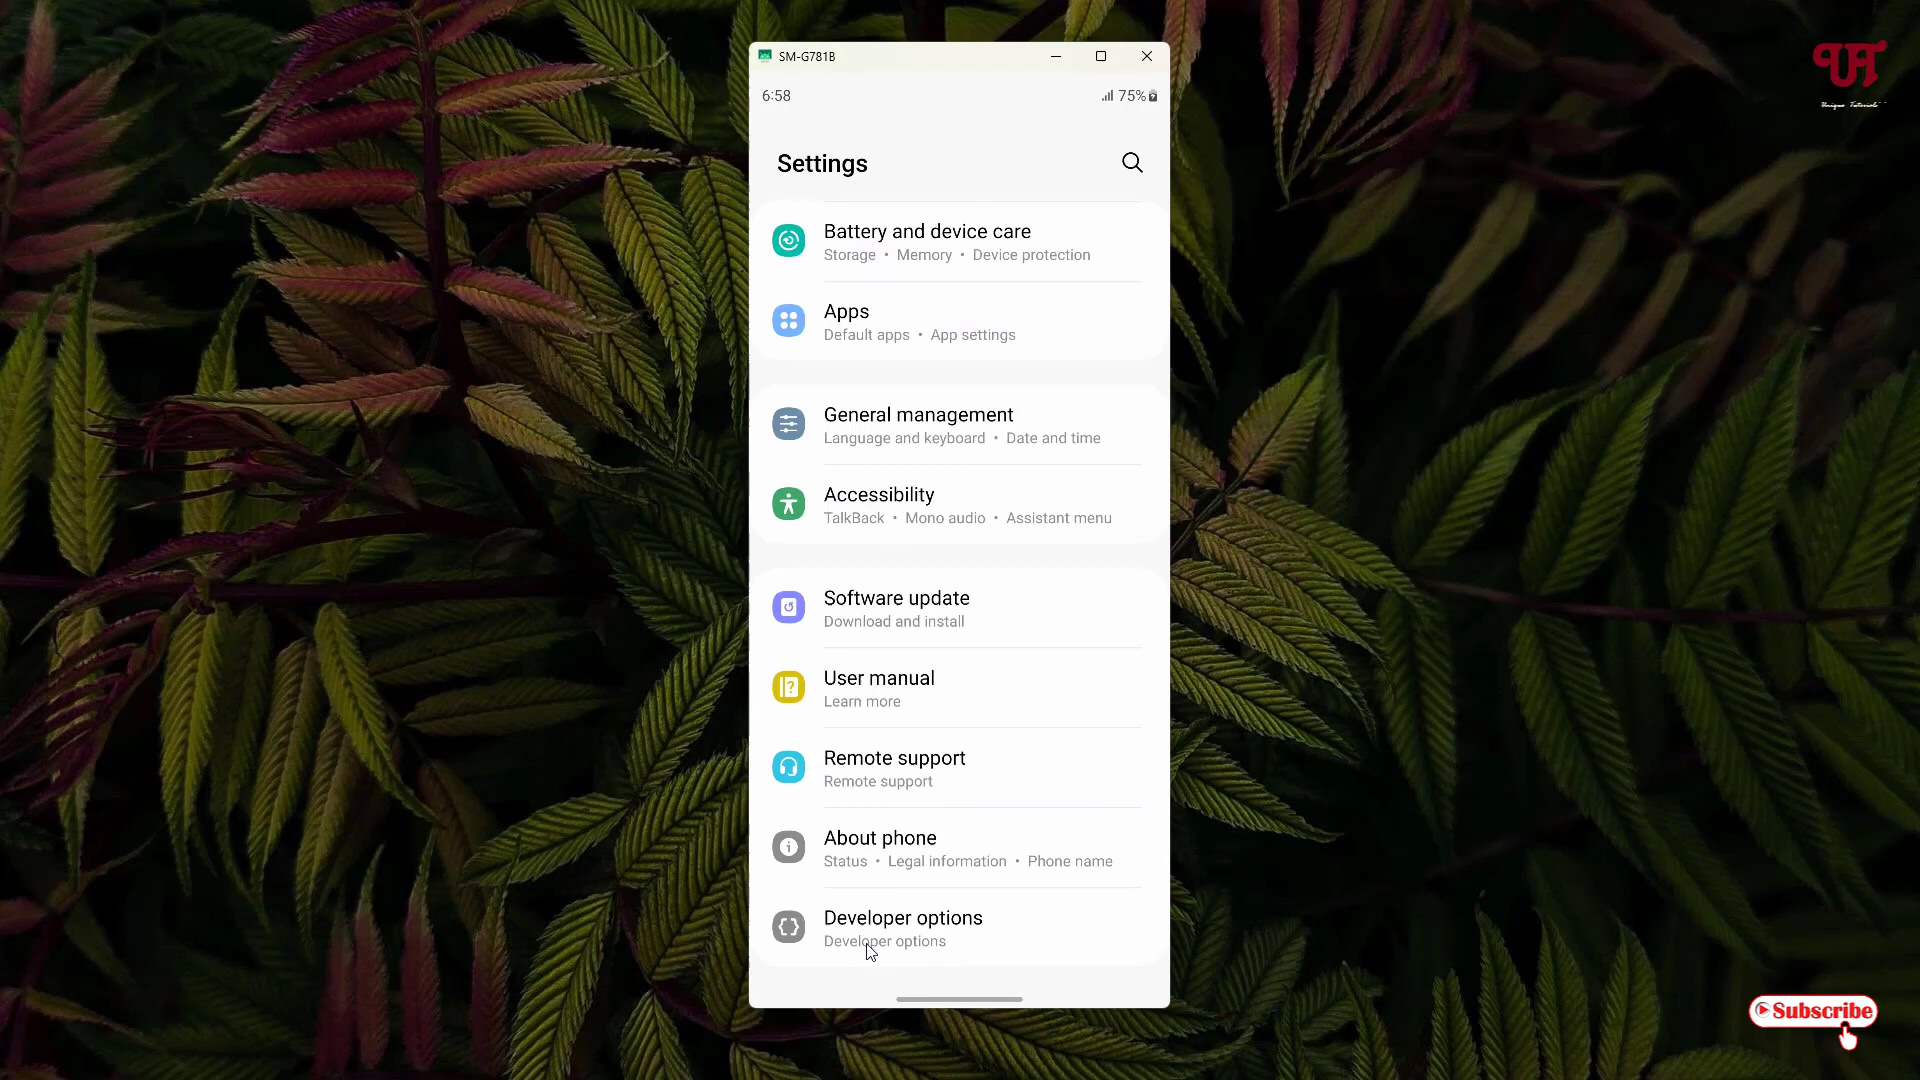 SM-G781B
6:58
75%
Settings
Battery and device care
Storage • Memory • Device protection
Apps
Default apps • App settings
General management
Language and keyboard • Date and time
Accessibility
TalkBack • Mono audio • Assistant menu
Software update
Download and install
User manual
Learn more
Remote support
Remote support
About phone
Status • Legal information • Phone name
Developer options
Developer options
UT
Unique Tutorials
Subscribe